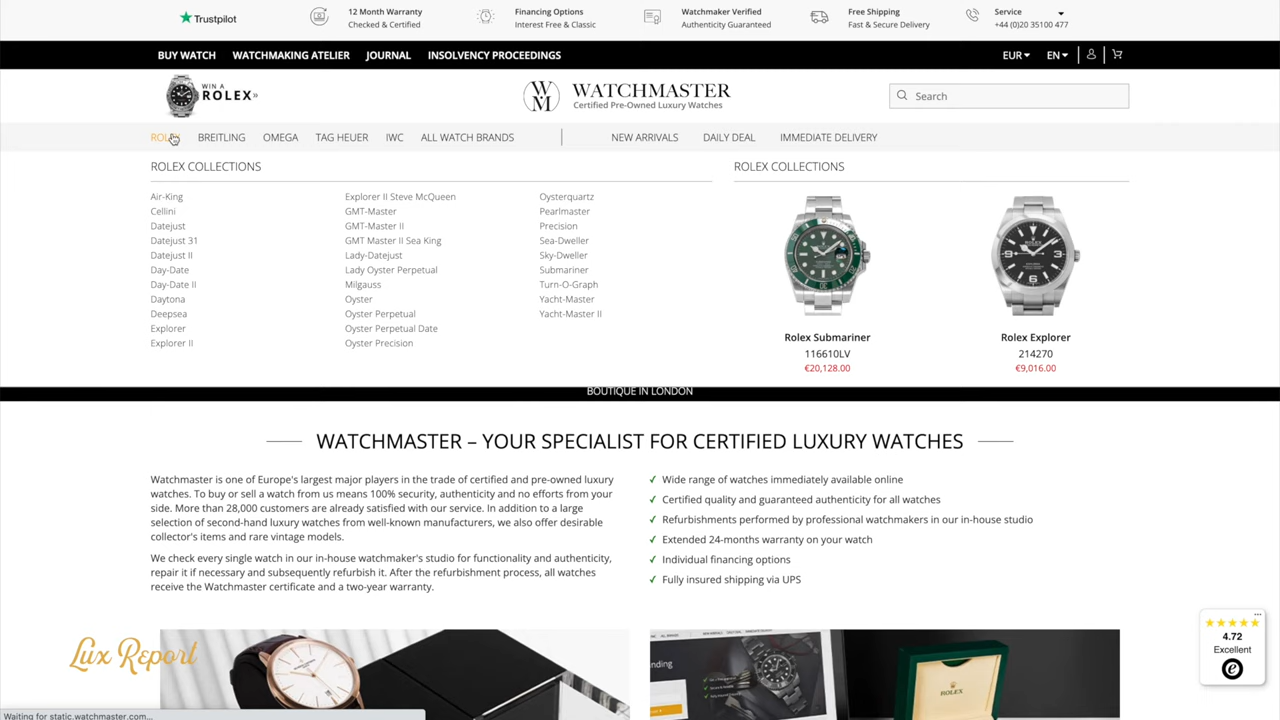 Trustpilot
12 Month Warranty
Checked & Certified
Financing Options
Interest Free & Classic
Watchmaker Verified
Authenticity Guaranteed
Free Shipping
Fast & Secure Delivery
Service
+44 (0)20 35100 477
BUY WATCH WATCHMAKING ATELIER JOURNAL INSOLVENCY PROCEEDINGS EUR EN
WIN A
ROLEX»
WM WATCHMASTER
Certified Pre-Owned Luxury Watches
Search
ROLEX BREITLING OMEGA TAG HEUER IWC ALL WATCH BRANDS NEW ARRIVALS DAILY DEAL IMMEDIATE DELIVERY
ROLEX COLLECTIONS
Air-King
Cellini
Datejust
Datejust 31
Datejust II
Day-Date
Day-Date II
Daytona
Deepsea
Explorer
Explorer II
Explorer II Steve McQueen
GMT-Master
GMT-Master II
GMT Master II Sea King
Lady-Datejust
Lady Oyster Perpetual
Milgauss
Oyster
Oyster Perpetual
Oyster Perpetual Date
Oyster Precision
Oysterquartz
Pearlmaster
Precision
Sea-Dweller
Sky-Dweller
Submariner
Turn-O-Graph
Yacht-Master
Yacht-Master II
ROLEX COLLECTIONS
Rolex Submariner
116610LV
€20,128.00
Rolex Explorer
214270
€9,016.00
BOUTIQUE IN LONDON
WATCHMASTER – YOUR SPECIALIST FOR CERTIFIED LUXURY WATCHES
Watchmaster is one of Europe's largest major players in the trade of certified and pre-owned luxury
watches. To buy or sell a watch from us means 100% security, authenticity and no efforts from your
side. More than 28,000 customers are already satisfied with our service. In addition to a large
selection of second-hand luxury watches from well-known manufacturers, we also offer desirable
collector's items and rare vintage models.
We check every single watch in our in-house watchmaker's studio for functionality and authenticity,
repair it if necessary and subsequently refurbish it. After the refurbishment process, all watches
receive the Watchmaster certificate and a two-year warranty.
✓ Wide range of watches immediately available online
✓ Certified quality and guaranteed authenticity for all watches
✓ Refurbishments performed by professional watchmakers in our in-house studio
✓ Extended 24-months warranty on your watch
✓ Individual financing options
✓ Fully insured shipping via UPS
Lux Report
ROLEX
4.72
Excellent
e
Waiting for static.watchmaster.com...